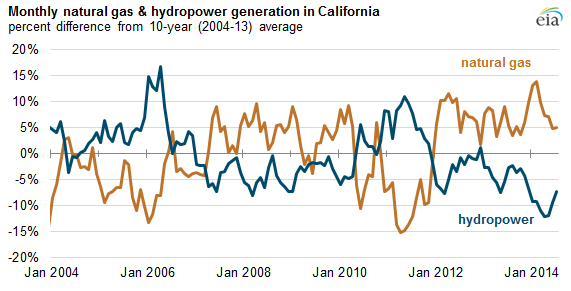 Monthly natural gas & hydropower generation in California
percent difference from 10-year (2004-13) average
eia
20%
natural gas
15%
10%
5%
0%
-5%
-10%
hydropower
-15%
-20%
Jan 2004 Jan 2006 Jan 2008 Jan 2010 Jan 2012 Jan 2014